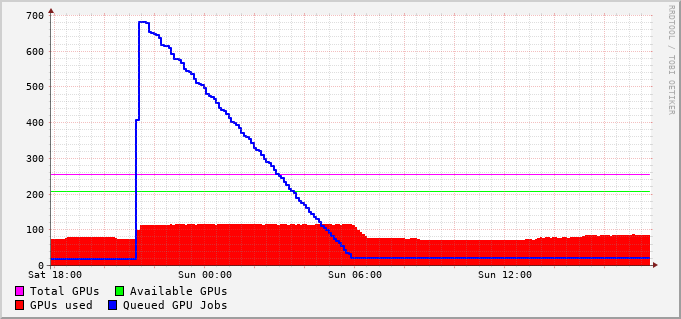 700
600
500
400
300
200
100
0
Sat 18:00 Sun 00:00 Sun 06:00 Sun 12:00
Total GPUs Available GPUs
GPUs used Queued GPU Jobs
RRDTOOL / TOBI OETIKER